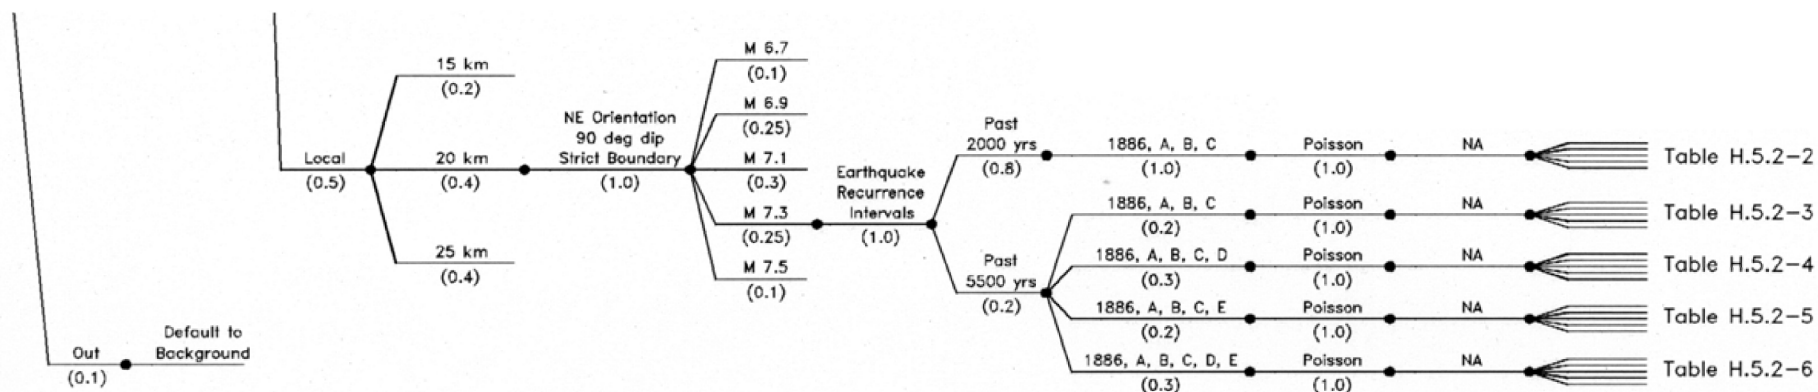 Out
(0.1)
Default to
Background
Local
(0.5)
15 km
(0.2)
20 km
(0.4)
25 km
(0.4)
NE Orientation
90 deg dip
Strict Boundary
(1.0)
M 6.7
(0.1)
M 6.9
(0.25)
M 7.1
(0.3)
M 7.3
(0.25)
M 7.5
(0.1)
Earthquake
Recurrence
Intervals
(1.0)
Past
2000 yrs
(0.8)
1886, A, B, C
(1.0)
Poisson
(1.0)
NA
Table H.5.2-2
Past
5500 yrs
(0.2)
1886, A, B, C
(0.2)
Poisson
(1.0)
NA
Table H.5.2-3
1886, A, B, C, D
(0.3)
Poisson
(1.0)
NA
Table H.5.2-4
1886, A, B, C, E
(0.2)
Poisson
(1.0)
NA
Table H.5.2-5
1886, A, B, C, D, E
(0.3)
Poisson
(1.0)
NA
Table H.5.2-6